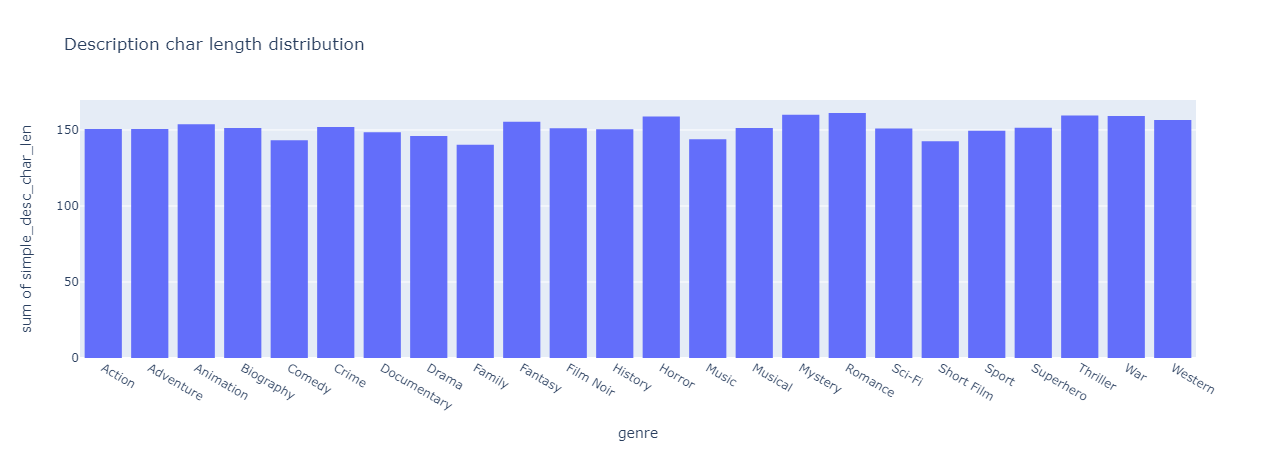 Description char length distribution
sum of simple_desc_char_len
150
100
50
0
Action
Adventure
Animation
Biography
Comedy
Crime
Documentary
Drama
Family
Fantasy
Film Noir
History
Horror
Music
Musical
Mystery
Romance
Sci-Fi
Short Film
Sport
Superhero
Thriller
War
Western
genre